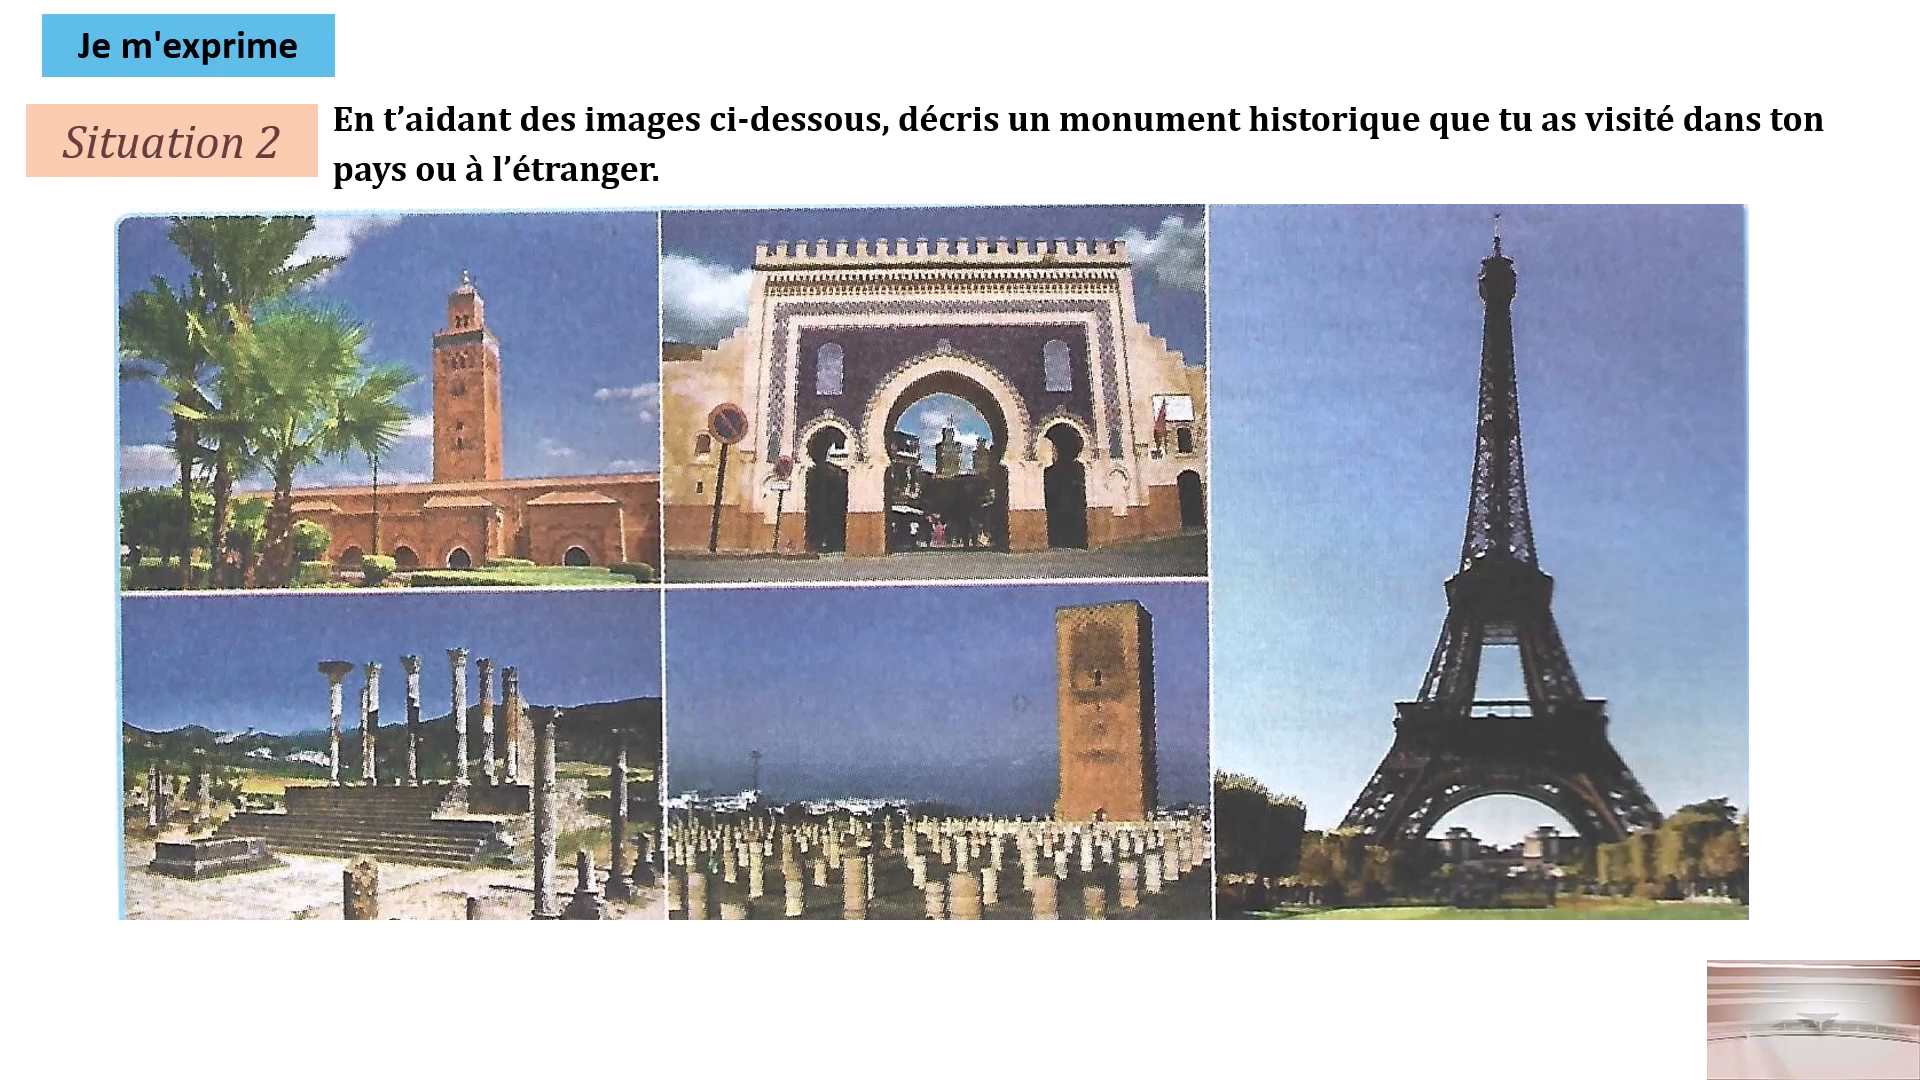 Je m'exprime
Situation 2
En t’aidant des images ci-dessous, décris un monument historique que tu as visité dans ton
pays ou à l’étranger.